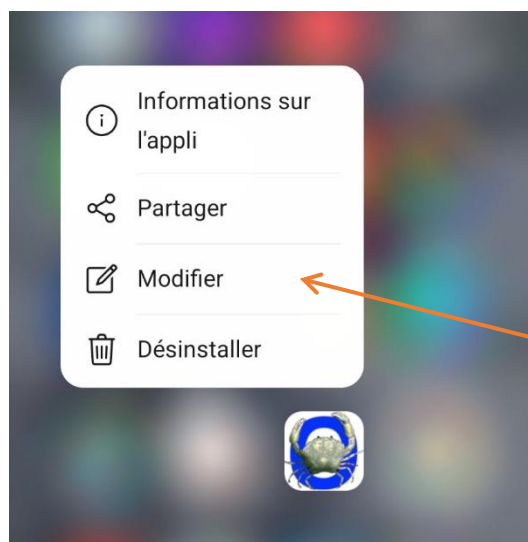 Informations sur
l'appli
Partager
Modifier
Désinstaller